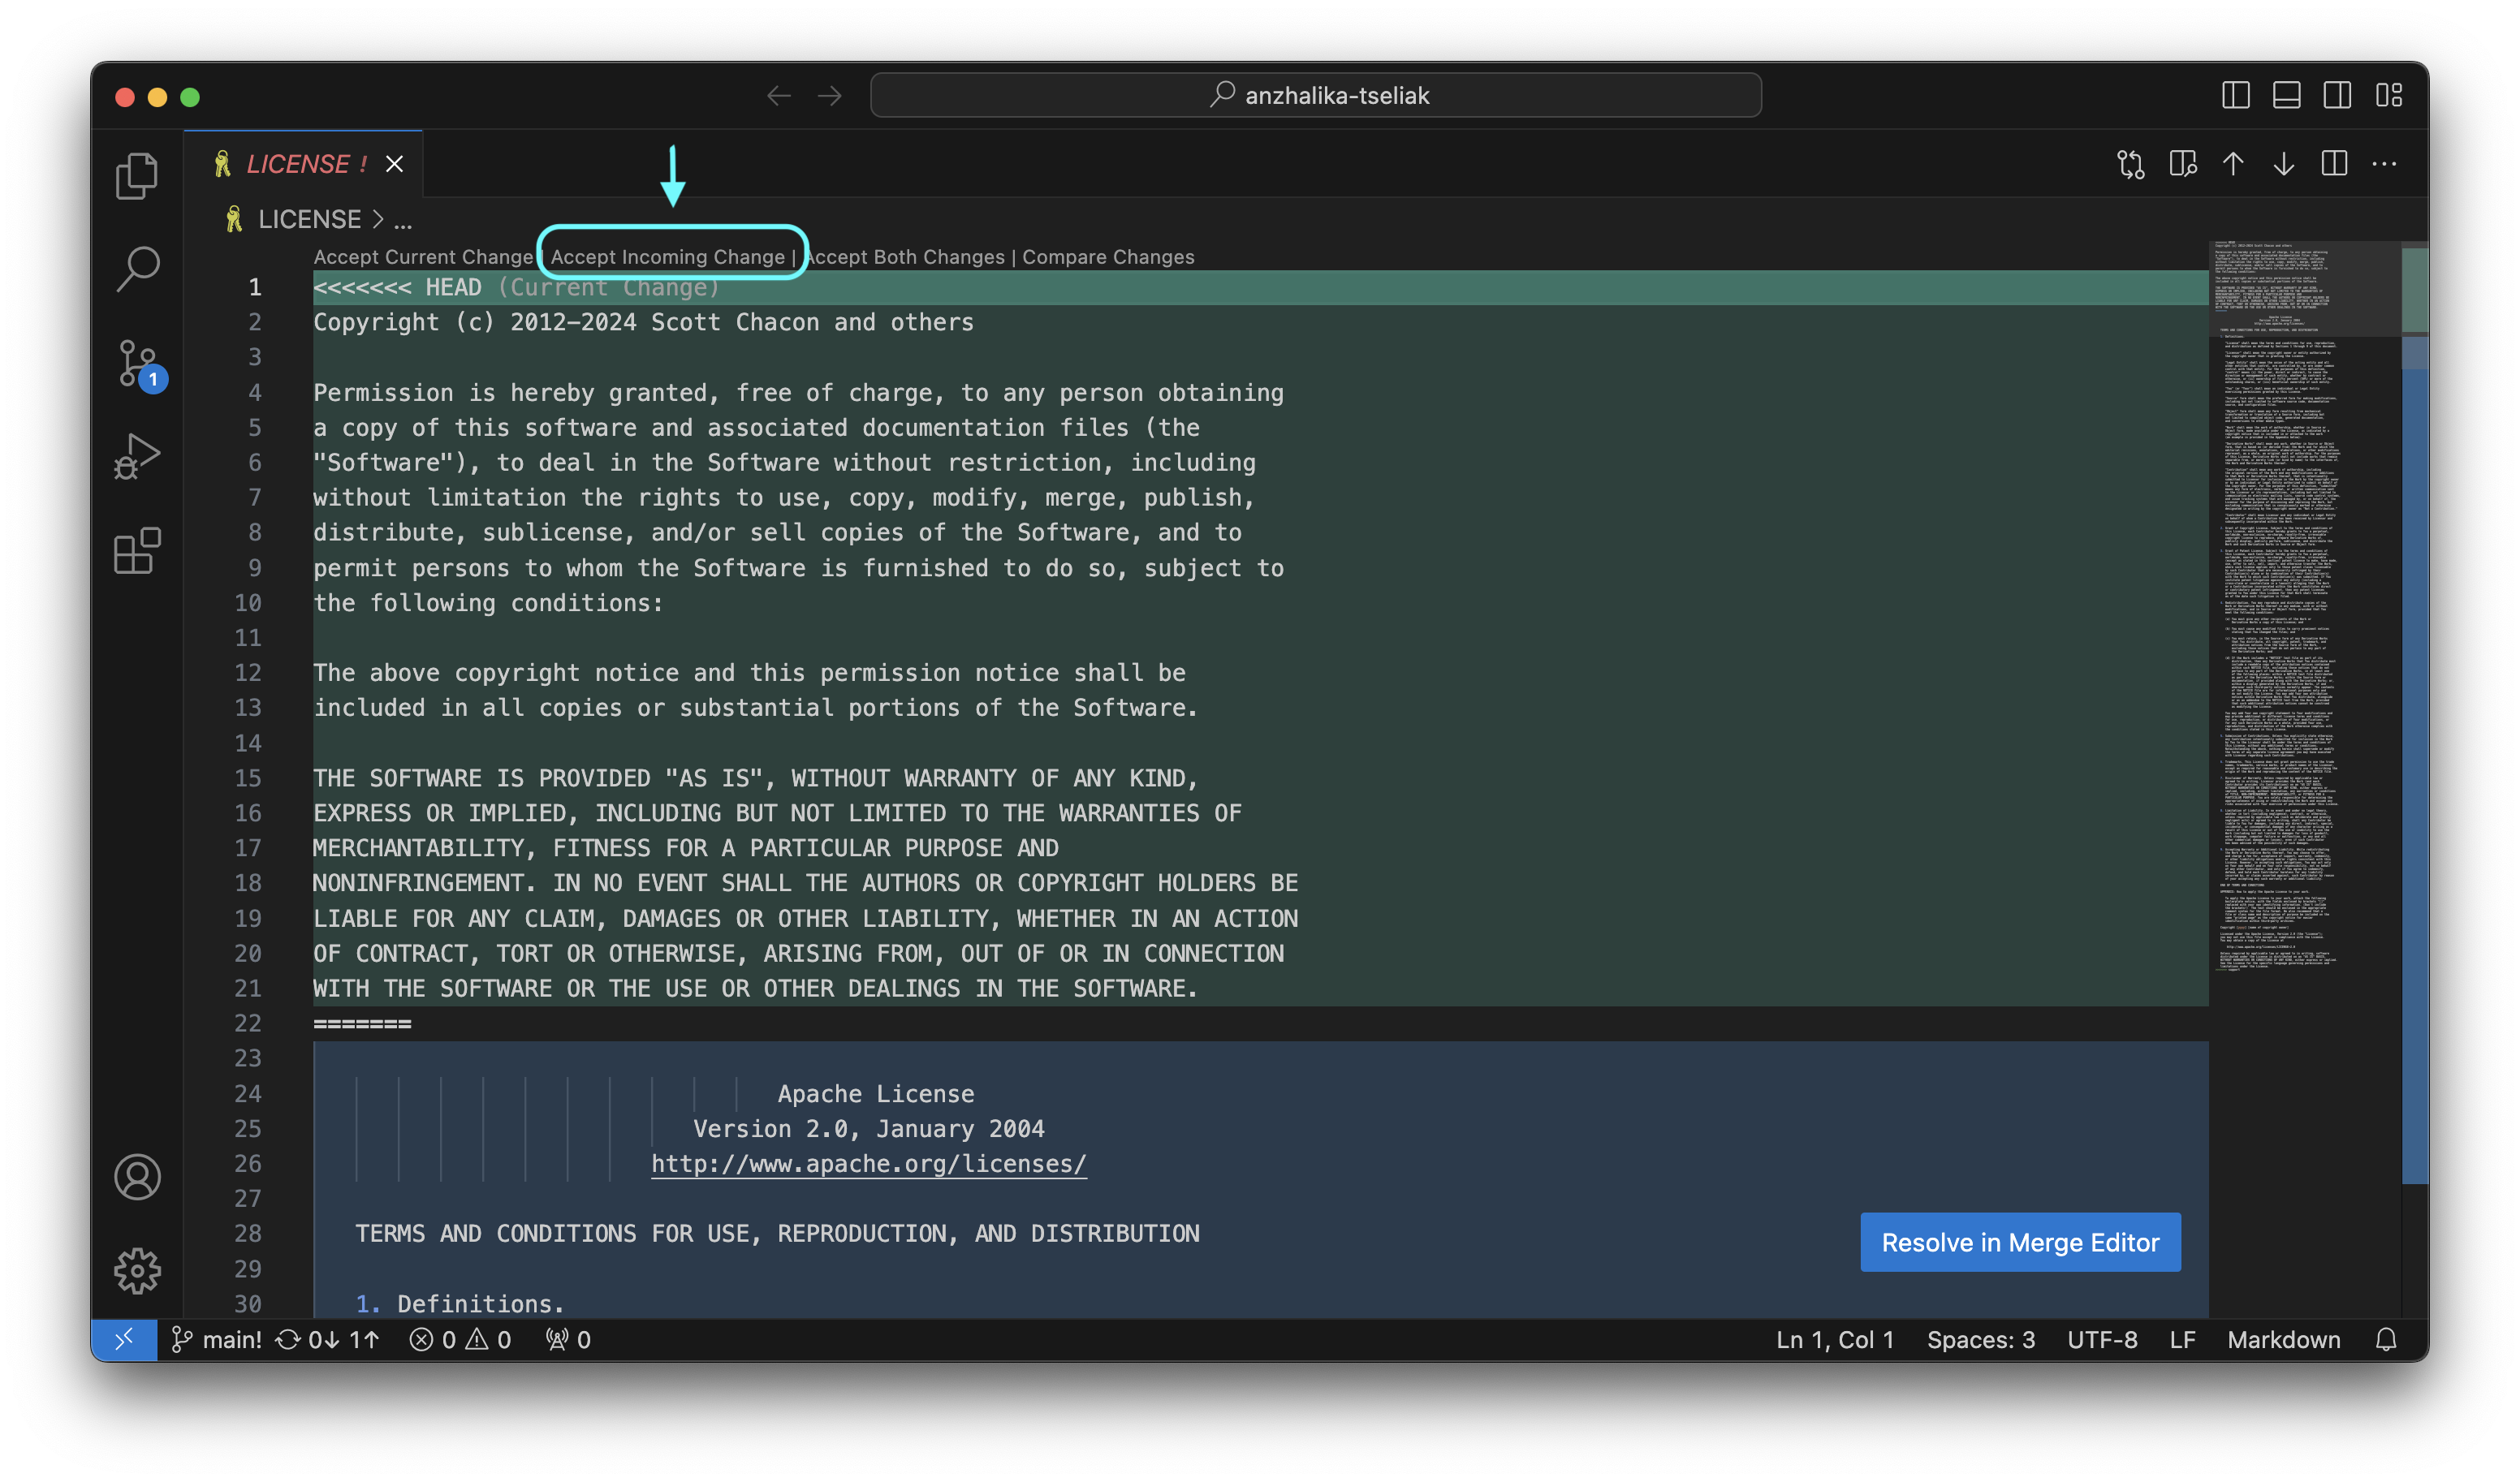 anzhalika-tseliak
LICENSE !
LICENSE > ...
Accept Current Change | Accept Incoming Change | Accept Both Changes | Compare Changes
1 <<<<<<< HEAD (Current Change)
2 Copyright (c) 2012-2024 Scott Chacon and others
3
4 Permission is hereby granted, free of charge, to any person obtaining
5 a copy of this software and associated documentation files (the
6 "Software"), to deal in the Software without restriction, including
7 without limitation the rights to use, copy, modify, merge, publish,
8 distribute, sublicense, and/or sell copies of the Software, and to
9 permit persons to whom the Software is furnished to do so, subject to
10 the following conditions:
11
12 The above copyright notice and this permission notice shall be
13 included in all copies or substantial portions of the Software.
14
15 THE SOFTWARE IS PROVIDED "AS IS", WITHOUT WARRANTY OF ANY KIND,
16 EXPRESS OR IMPLIED, INCLUDING BUT NOT LIMITED TO THE WARRANTIES OF
17 MERCHANTABILITY, FITNESS FOR A PARTICULAR PURPOSE AND
18 NONINFRINGEMENT. IN NO EVENT SHALL THE AUTHORS OR COPYRIGHT HOLDERS BE
19 LIABLE FOR ANY CLAIM, DAMAGES OR OTHER LIABILITY, WHETHER IN AN ACTION
20 OF CONTRACT, TORT OR OTHERWISE, ARISING FROM, OUT OF OR IN CONNECTION
21 WITH THE SOFTWARE OR THE USE OR OTHER DEALINGS IN THE SOFTWARE.
22 =======
23
24 Apache License
25 Version 2.0, January 2004
26 http://www.apache.org/licenses/
27
28 TERMS AND CONDITIONS FOR USE, REPRODUCTION, AND DISTRIBUTION
29
30 1. Definitions.
1
Resolve in Merge Editor
main! 0↓ 1↑ 0 0 0 Ln 1, Col 1 Spaces: 3 UTF-8 LF Markdown